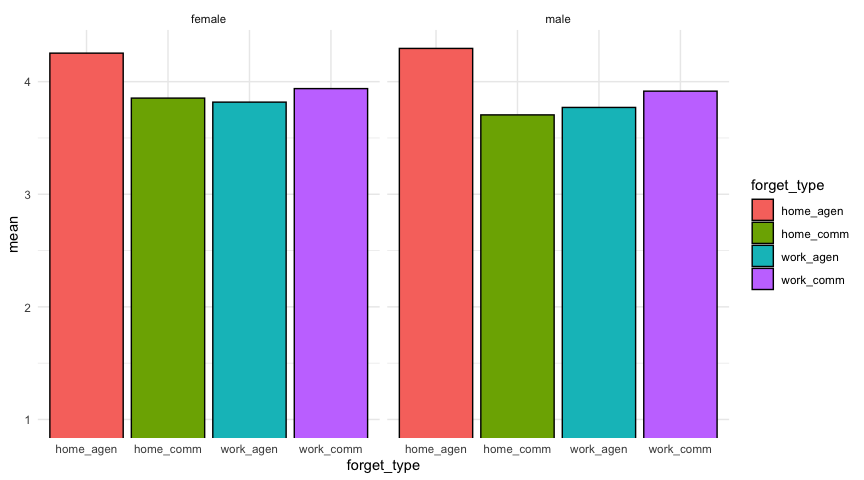 female male
4
3
2
1
mean
home_agen home_comm work_agen work_comm home_agen home_comm work_agen work_comm
forget_type
forget_type
home_agen
home_comm
work_agen
work_comm